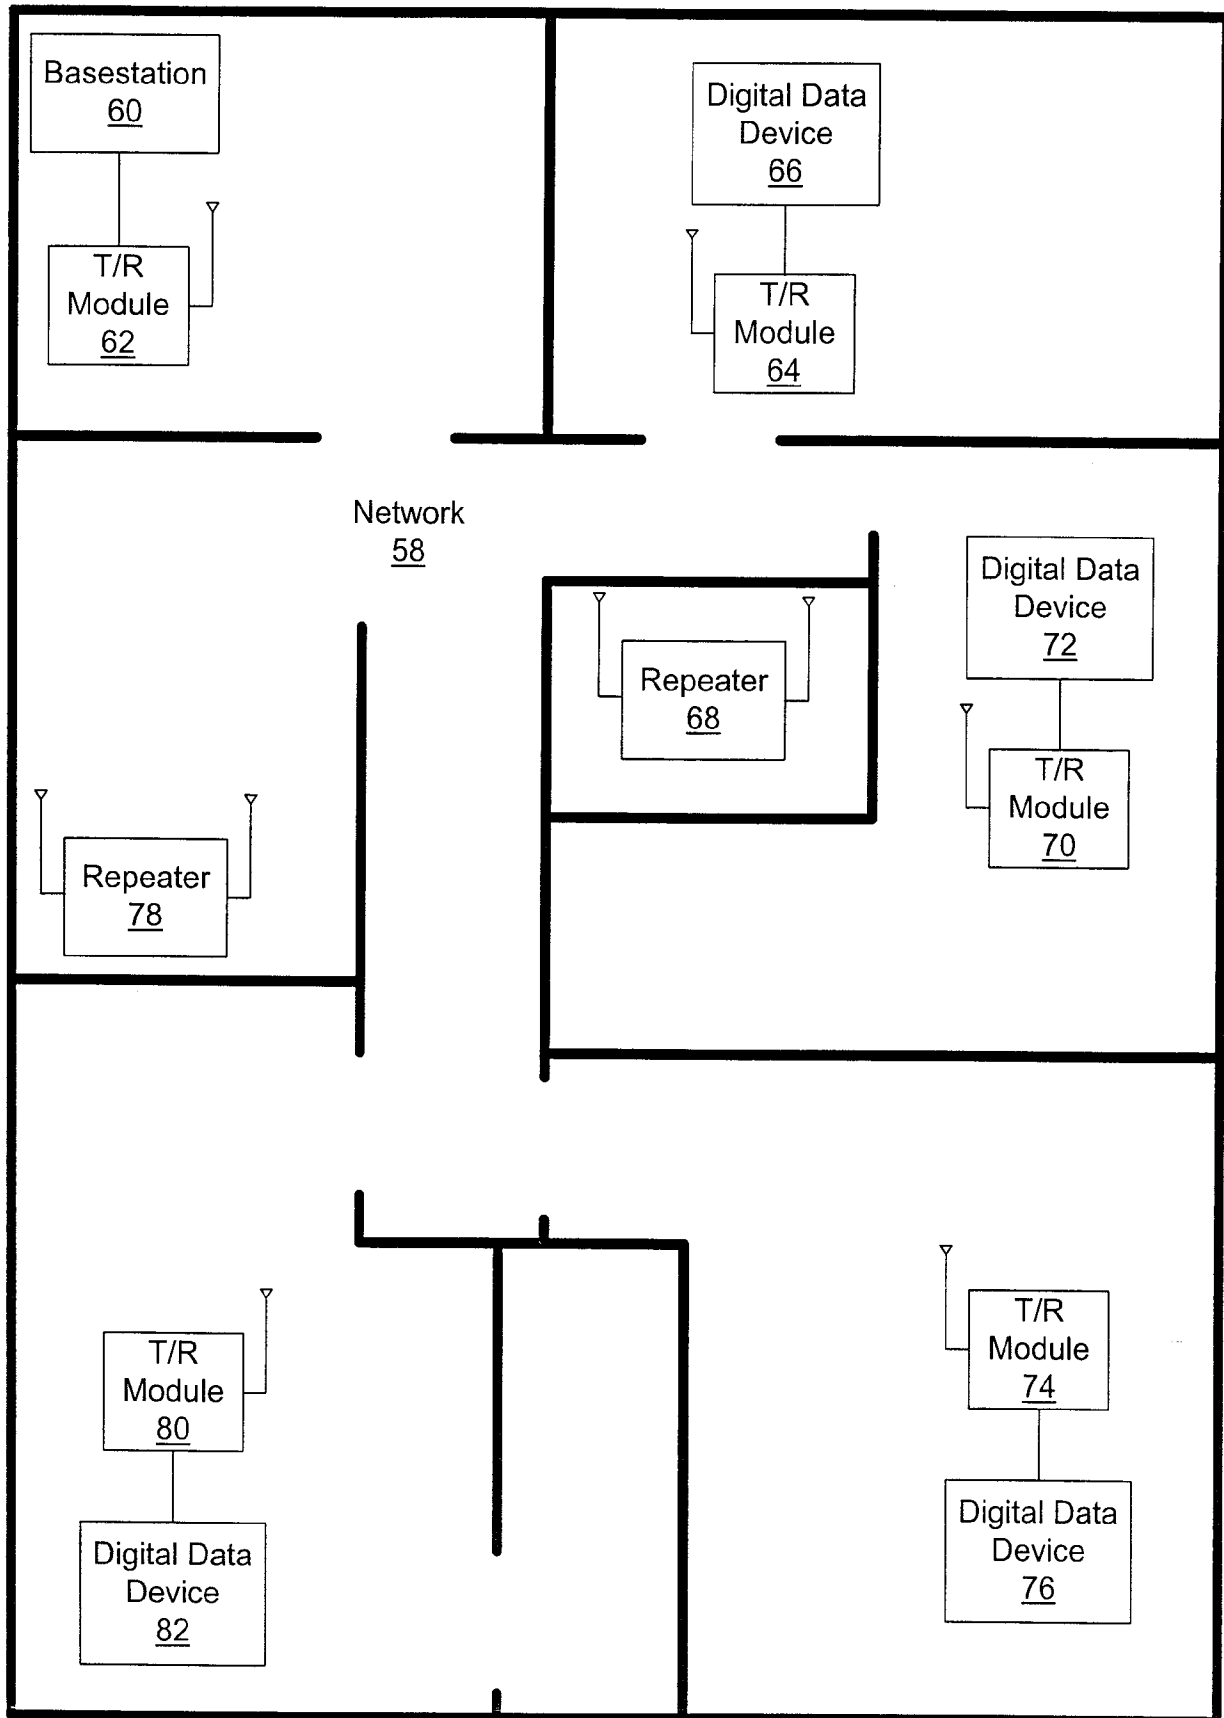 Basestation
60
Digital Data
Device
66
T/R
Module
62
T/R
Module
64
Network
58
Digital Data
Device
72
Repeater
68
T/R
Module
70
Repeater
78
T/R
Module
74
T/R
Module
80
Digital Data
Device
76
Digital Data
Device
82